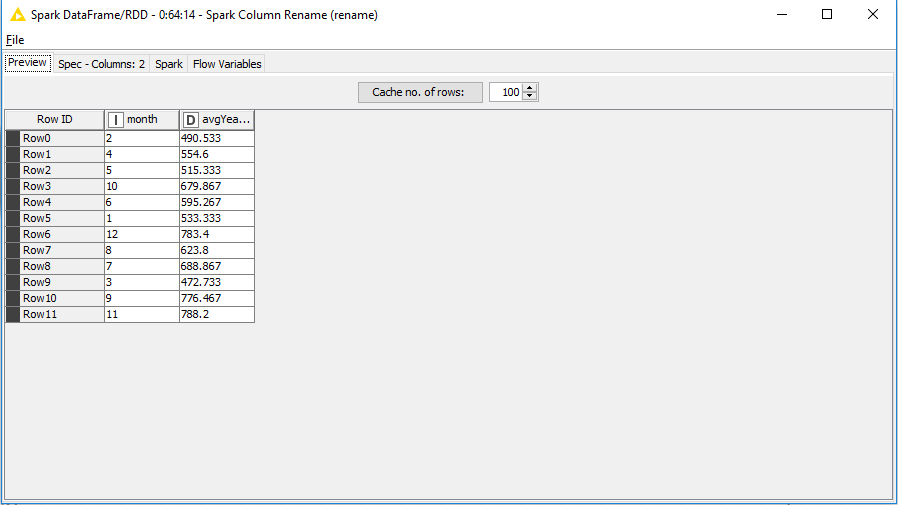 Spark DataFrame/RDD - 0:64:14 - Spark Column Rename (rename)
File
Preview Spec - Columns: 2 Spark Flow Variables
Cache no. of rows: 100
Row ID I month D avgYea...
Row0 2 490.533
Row1 4 554.6
Row2 5 515.333
Row3 10 679.867
Row4 6 595.267
Row5 1 533.333
Row6 12 783.4
Row7 8 623.8
Row8 7 688.867
Row9 3 472.733
Row10 9 776.467
Row11 11 788.2